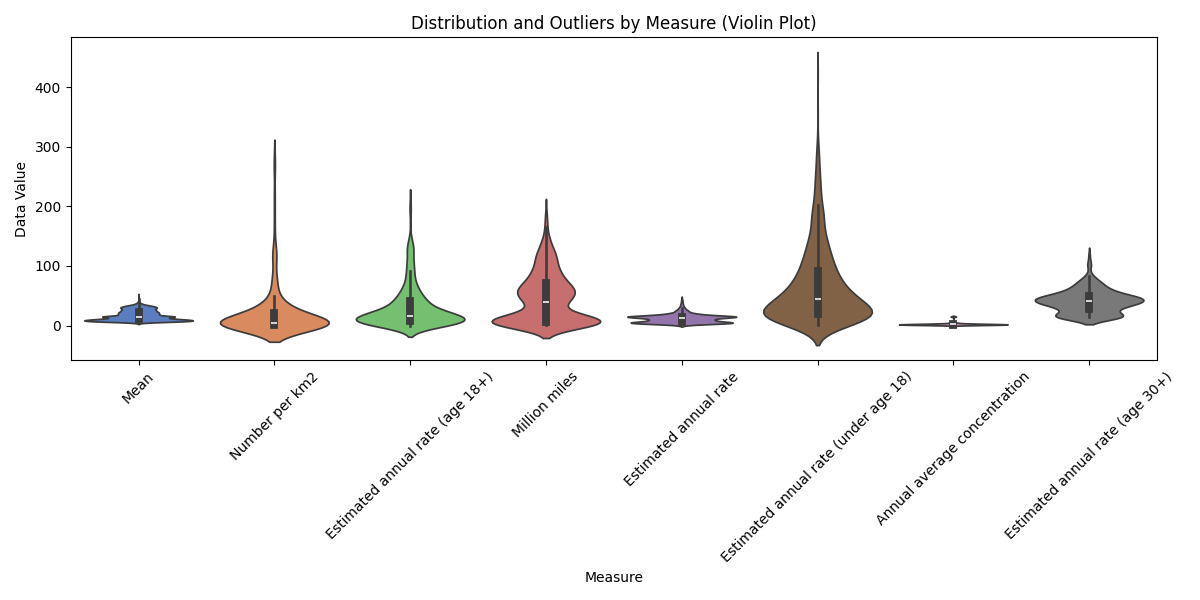 Distribution and Outliers by Measure (Violin Plot)
Data Value
400
300
200
100
0
Mean
Number per km2
Estimated annual rate (age 18+)
Million miles
Estimated annual rate
Estimated annual rate (under age 18)
Annual average concentration
Estimated annual rate (age 30+)
Measure